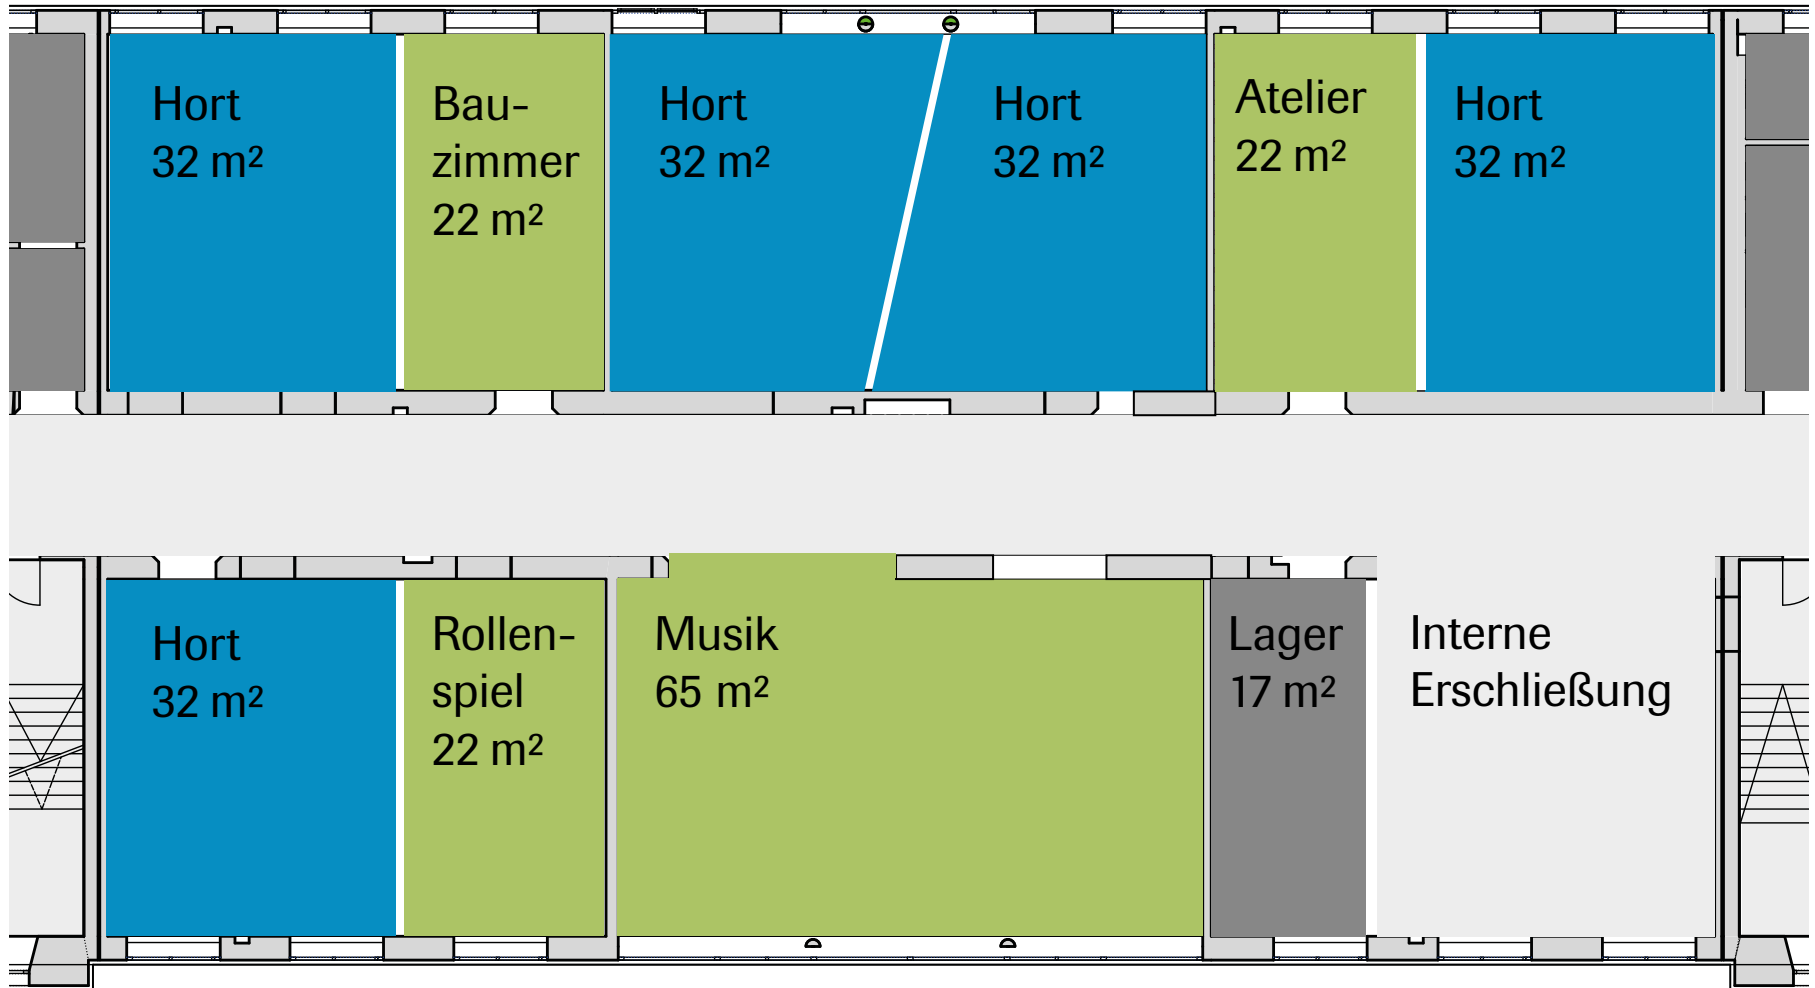 Hort
32 m²
Bau-
zimmer
22 m²
Hort
32 m²
Hort
32 m²
Atelier
22 m²
Hort
32 m²
Hort
32 m²
Rollen-
spiel
22 m²
Musik
65 m²
Lager
17 m²
Interne
Erschließung